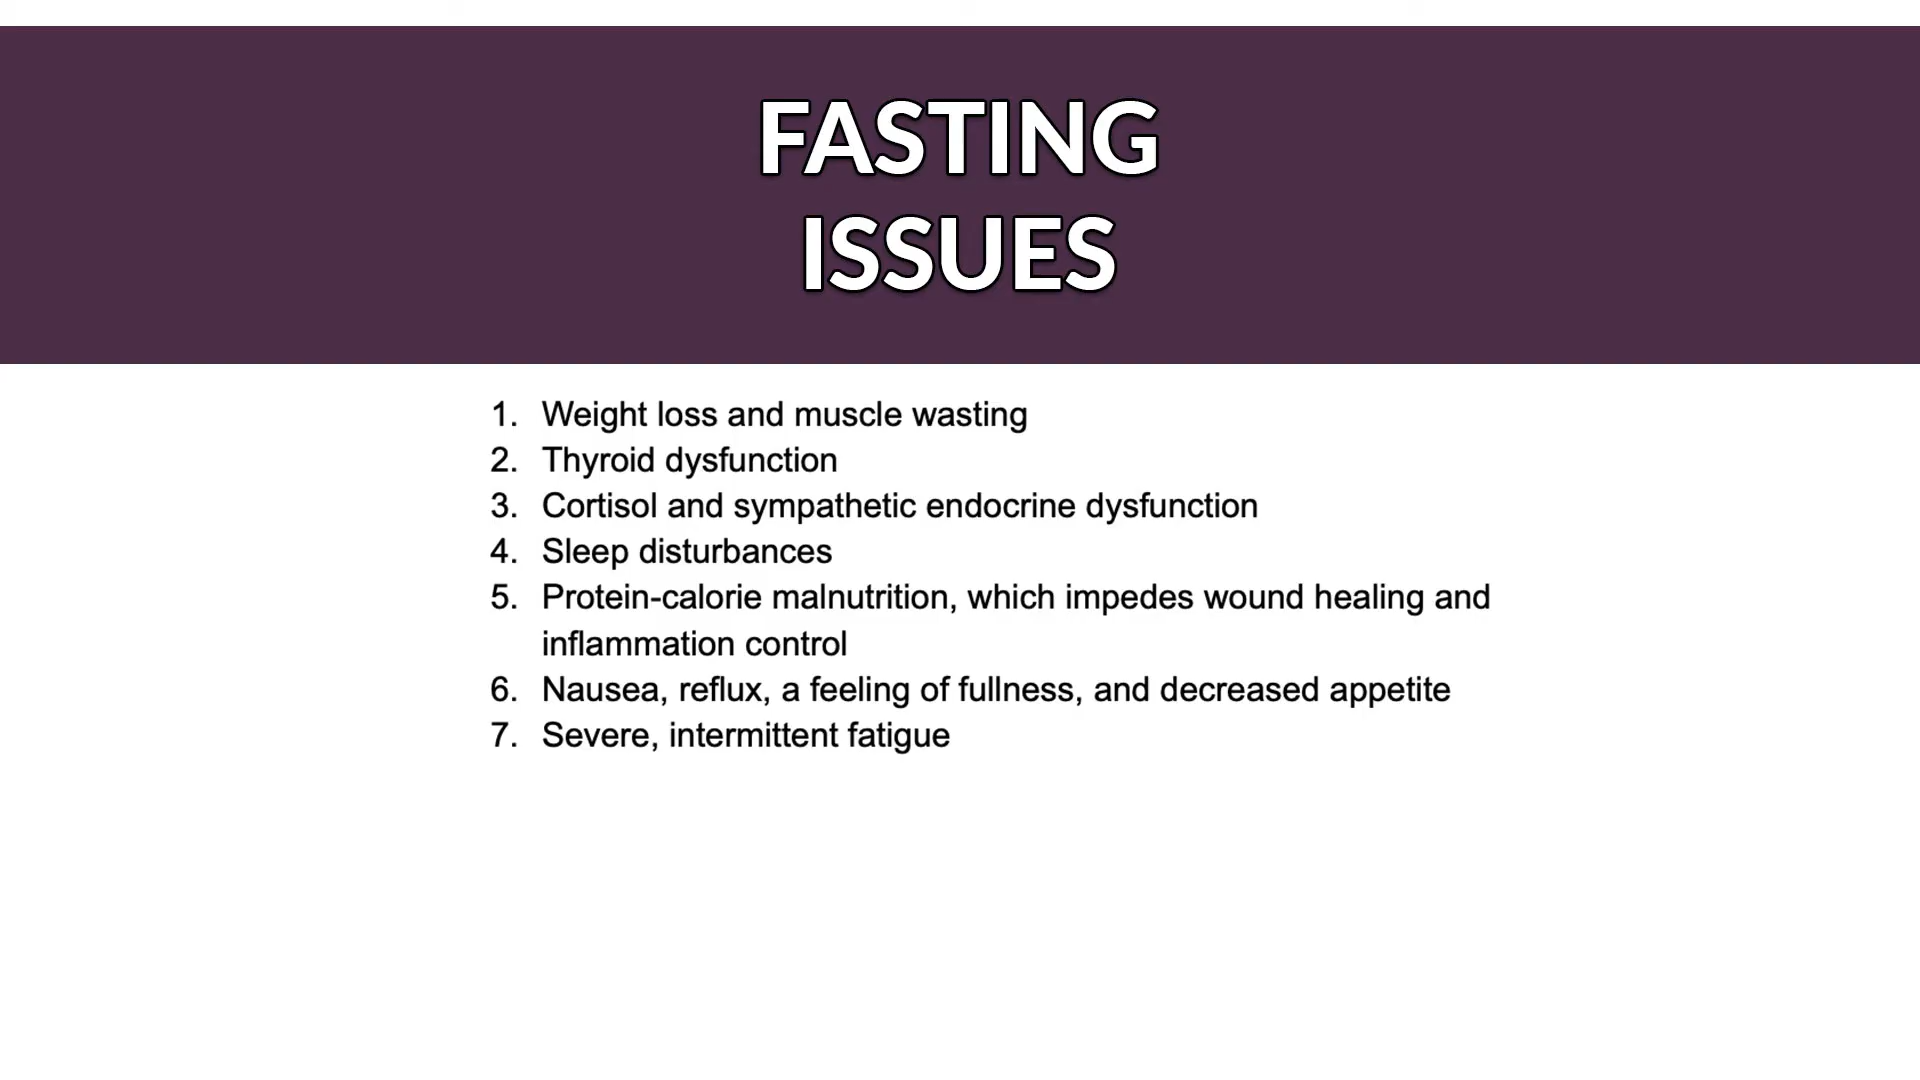 FASTING
ISSUES
1. Weight loss and muscle wasting
2. Thyroid dysfunction
3. Cortisol and sympathetic endocrine dysfunction
4. Sleep disturbances
5. Protein-calorie malnutrition, which impedes wound healing and
inflammation control
6. Nausea, reflux, a feeling of fullness, and decreased appetite
7. Severe, intermittent fatigue